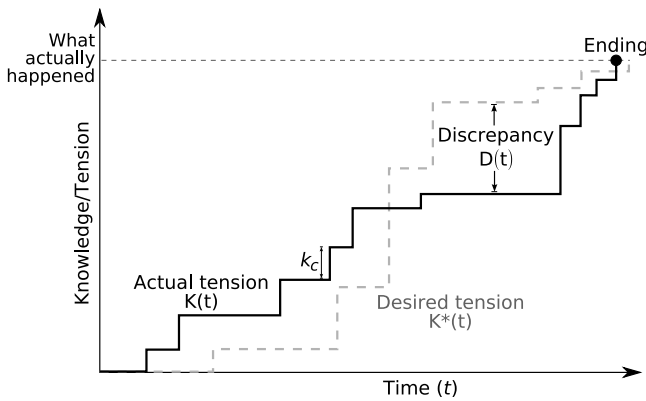 What
actually
happened
Ending
Discrepancy
D(t)
k_c
Actual tension
K(t)
Desired tension
K*(t)
Knowledge/Tension
Time (t)